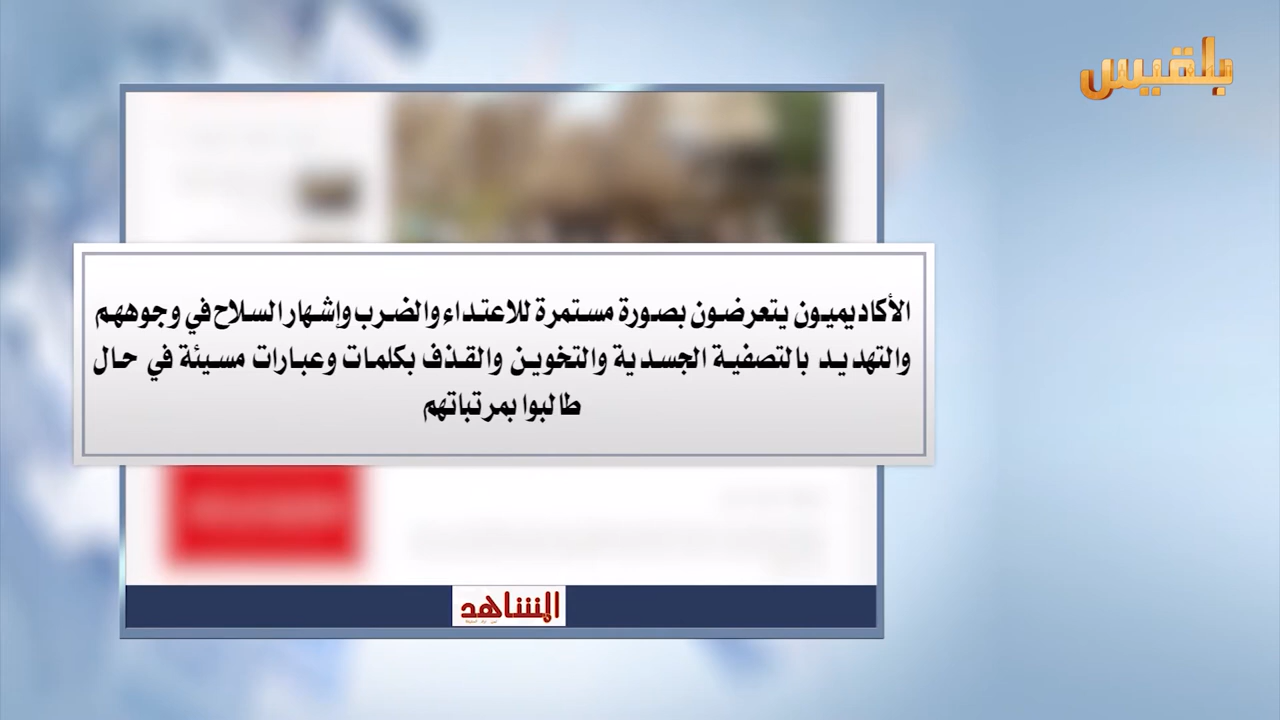 بلقيس
الأكاديميون يتعرضون بصورة مستمرة للاعتداء والضرب وإشهار السلاح في وجوههم
والتهديد بالتصفية الجسدية والتخوين والقذف بكلمات وعبارات مسيئة في حال
طالبوا بمرتباتهم
المشاهد